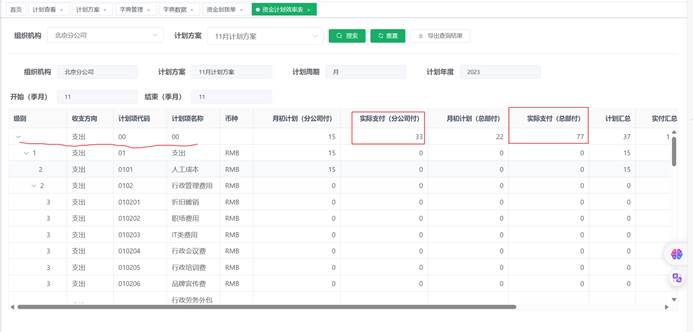 首页 计划查看 × 计划方案 × 字典管理 × 字典数据 × 资金划拨单 × 资金计划效率表 ×
组织机构 北京分公司 计划方案 11月计划方案 搜索 重置 导出查询结果
组织机构 北京分公司 计划方案 11月计划方案 计划周期 月 计划年度 2023
开始（季月） 11 结束（季月） 11
级别 收支方向 计划项代码 计划项名称 币种 月初计划（分公司付） 实际支付（分公司付） 月初计划（总部付） 实际支付（总部付） 计划汇总 实付汇总
支出 00 00 15 33 22 77 37 1
1 支出 01 支出 RMB 15 0 0 0 15
2 支出 0101 人工成本 RMB 15 0 0 0 15
2 支出 0102 行政管理费用 RMB 0 0 0 0 0
3 支出 010201 折旧摊销 RMB 0 0 0 0 0
3 支出 010202 职场费用 RMB 0 0 0 0 0
3 支出 010203 IT类费用 RMB 0 0 0 0 0
3 支出 010204 行政会议费 RMB 0 0 0 0 0
3 支出 010205 行政培训费 RMB 0 0 0 0 0
3 支出 010206 品牌宣传费 RMB 0 0 0 0 0
行政劳务外包